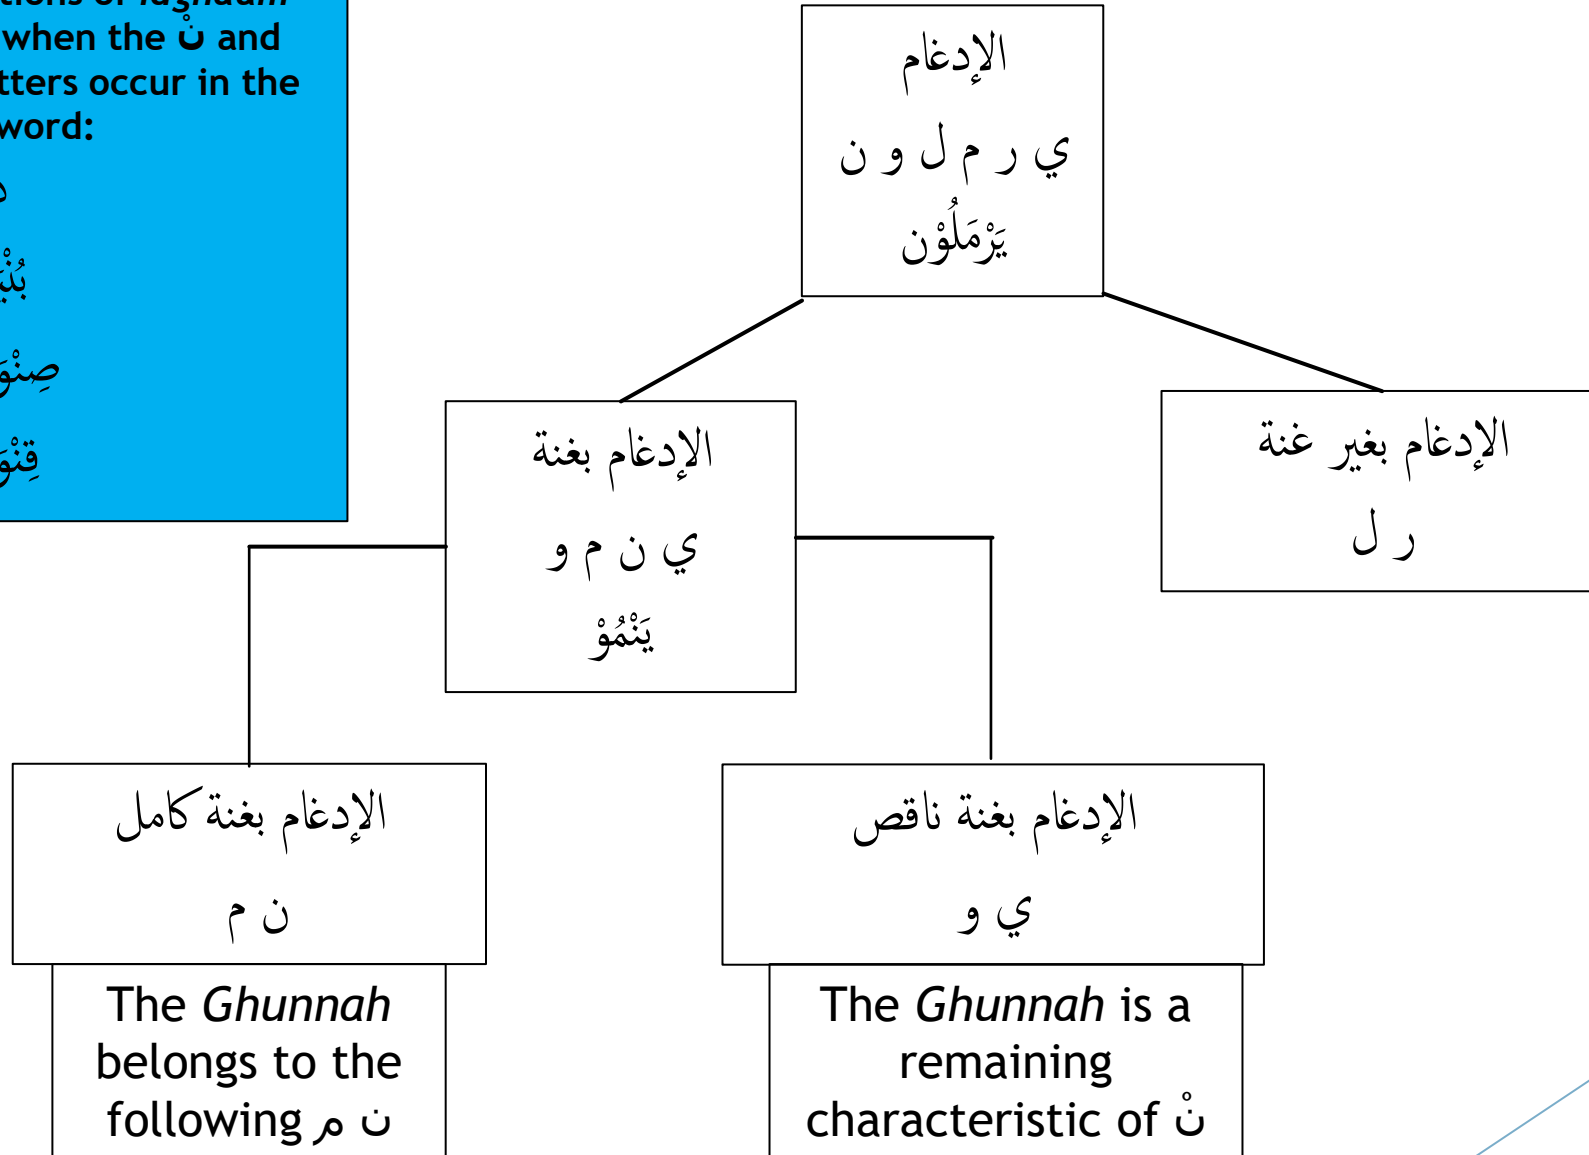 when the نْ and
occur in the
word:
الإدغام
ي ر م ل و ن
يَرْمَلُوْن
الإدغام بغنة
ي ن م و
يَنْمُوْ
الإدغام بغير غنة
ر ل
الإدغام بغنة كامل
ن م
The Ghunnah
belongs to the
following ن م
الإدغام بغنة ناقص
ي و
The Ghunnah is a
remaining
characteristic of نْ